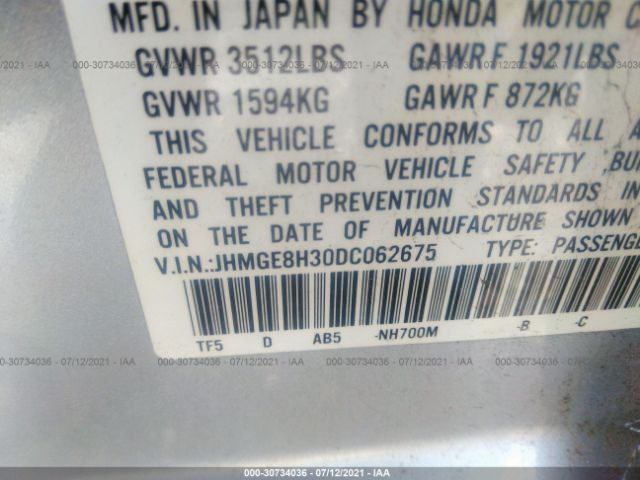 MFD. IN JAPAN BY HONDA MOTOR
GVWR 3512LBS GAWR F 1921LBS
GVWR 1594KG GAWR F 872KG
THIS VEHICLE CONFORMS TO ALL
FEDERAL MOTOR VEHICLE SAFETY
AND THEFT PREVENTION STANDARDS IN
ON THE DATE OF MANUFACTURE SHOWN
V.I.N.:JHMGE8H30DC062675 TYPE: PASSENGE
TF5 D AB5 -NH700M -B -C
000-30734036 - 07/12/2021 - IAA